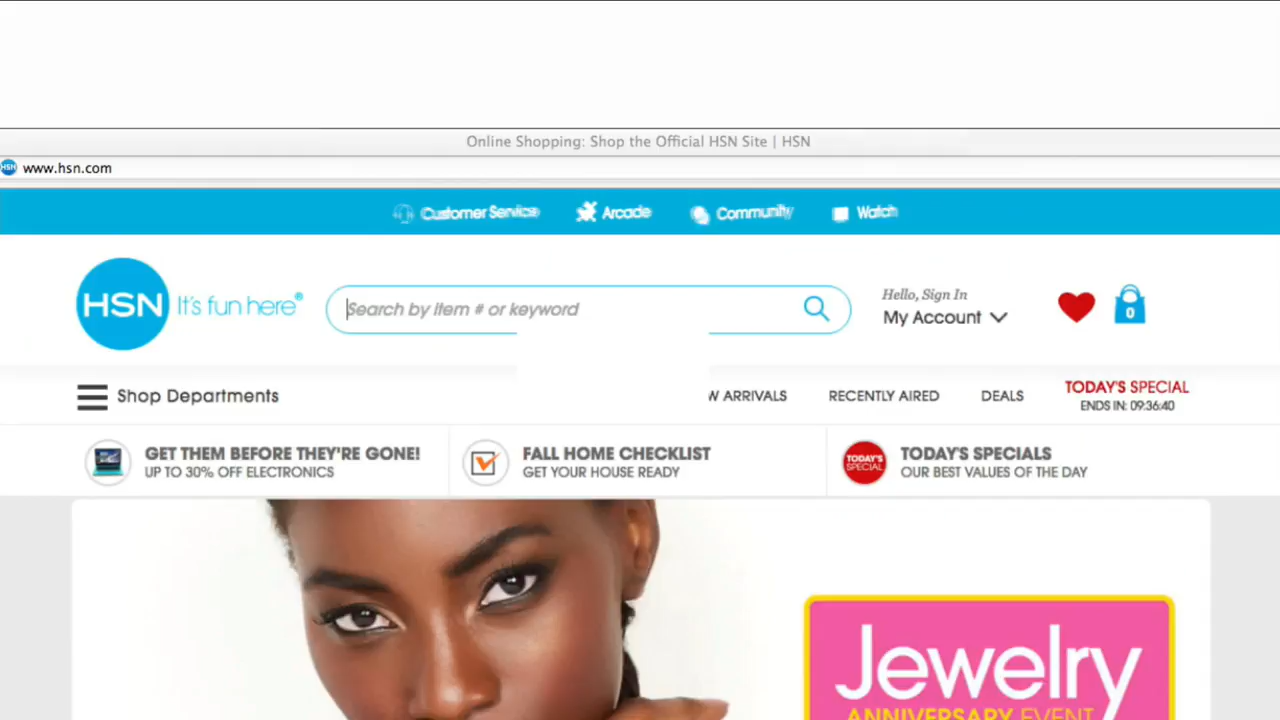 Online Shopping: Shop the Official HSN Site | HSN
HSN www.hsn.com
Customer Service Arcade Community Watch
HSN It's fun here®
Search by item # or keyword
Hello, Sign In
My Account
0
Shop Departments
W ARRIVALS RECENTLY AIRED DEALS
TODAY'S SPECIAL
ENDS IN: 09:36:40
GET THEM BEFORE THEY'RE GONE!
UP TO 30% OFF ELECTRONICS
FALL HOME CHECKLIST
GET YOUR HOUSE READY
TODAY'S
SPECIAL
TODAY'S SPECIALS
OUR BEST VALUES OF THE DAY
Jewelry
ANNIVERSARY EVENT